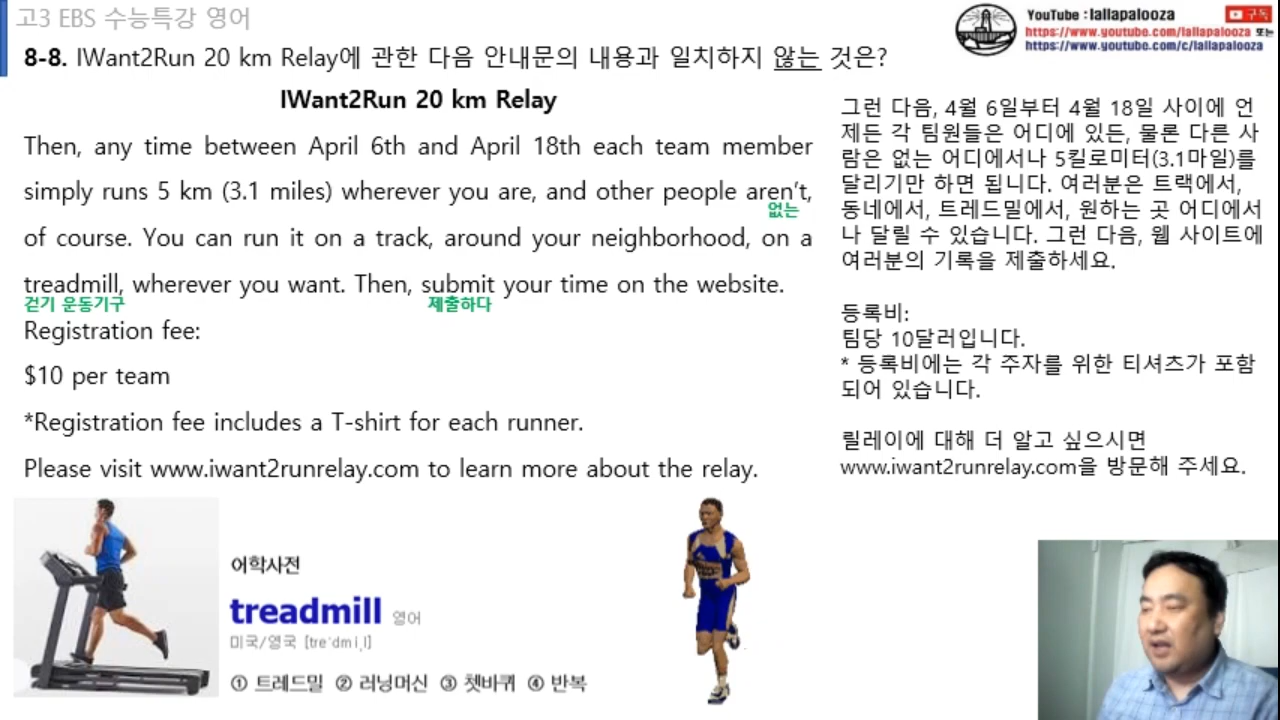 고3 EBS 수능특강 영어
YouTube : lallapalooza
구독
https://www.youtube.com/lallapalooza 또는
https://www.youtube.com/c/lallapalooza
8-8. IWant2Run 20 km Relay에 관한 다음 안내문의 내용과 일치하지 않는 것은?
IWant2Run 20 km Relay
Then, any time between April 6th and April 18th each team member
simply runs 5 km (3.1 miles) wherever you are, and other people aren't,
없는
of course. You can run it on a track, around your neighborhood, on a
treadmill, wherever you want. Then, submit your time on the website.
걷기 운동기구
제출하다
Registration fee:
$10 per team
*Registration fee includes a T-shirt for each runner.
Please visit www.iwant2runrelay.com to learn more about the relay.
그런 다음, 4월 6일부터 4월 18일 사이에 언
제든 각 팀원들은 어디에 있든, 물론 다른 사
람은 없는 어디에서나 5킬로미터(3.1마일)를
달리기만 하면 됩니다. 여러분은 트랙에서,
동네에서, 트레드밀에서, 원하는 곳 어디에서
나 달릴 수 있습니다. 그런 다음, 웹 사이트에
여러분의 기록을 제출하세요.
등록비:
팀당 10달러입니다.
* 등록비에는 각 주자를 위한 티셔츠가 포함
되어 있습니다.
릴레이에 대해 더 알고 싶으시면
www.iwant2runrelay.com을 방문해 주세요.
어학사전
treadmill 영어
미국/영국 [treˈdmiˌl]
① 트레드밀 ② 러닝머신 ③ 쳇바퀴 ④ 반복